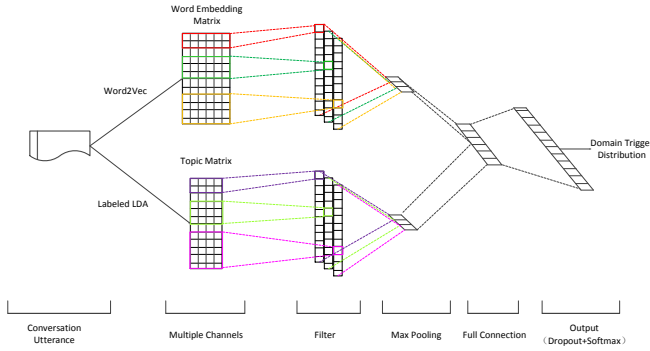 Word Embedding
Matrix
Word2Vec
Domain Trigge
Distribution
Topic Matrix
Labeled LDA
Conversation
Utterance
Multiple Channels
Filter
Max Pooling
Full Connection
Output
（Dropout+Softmax）